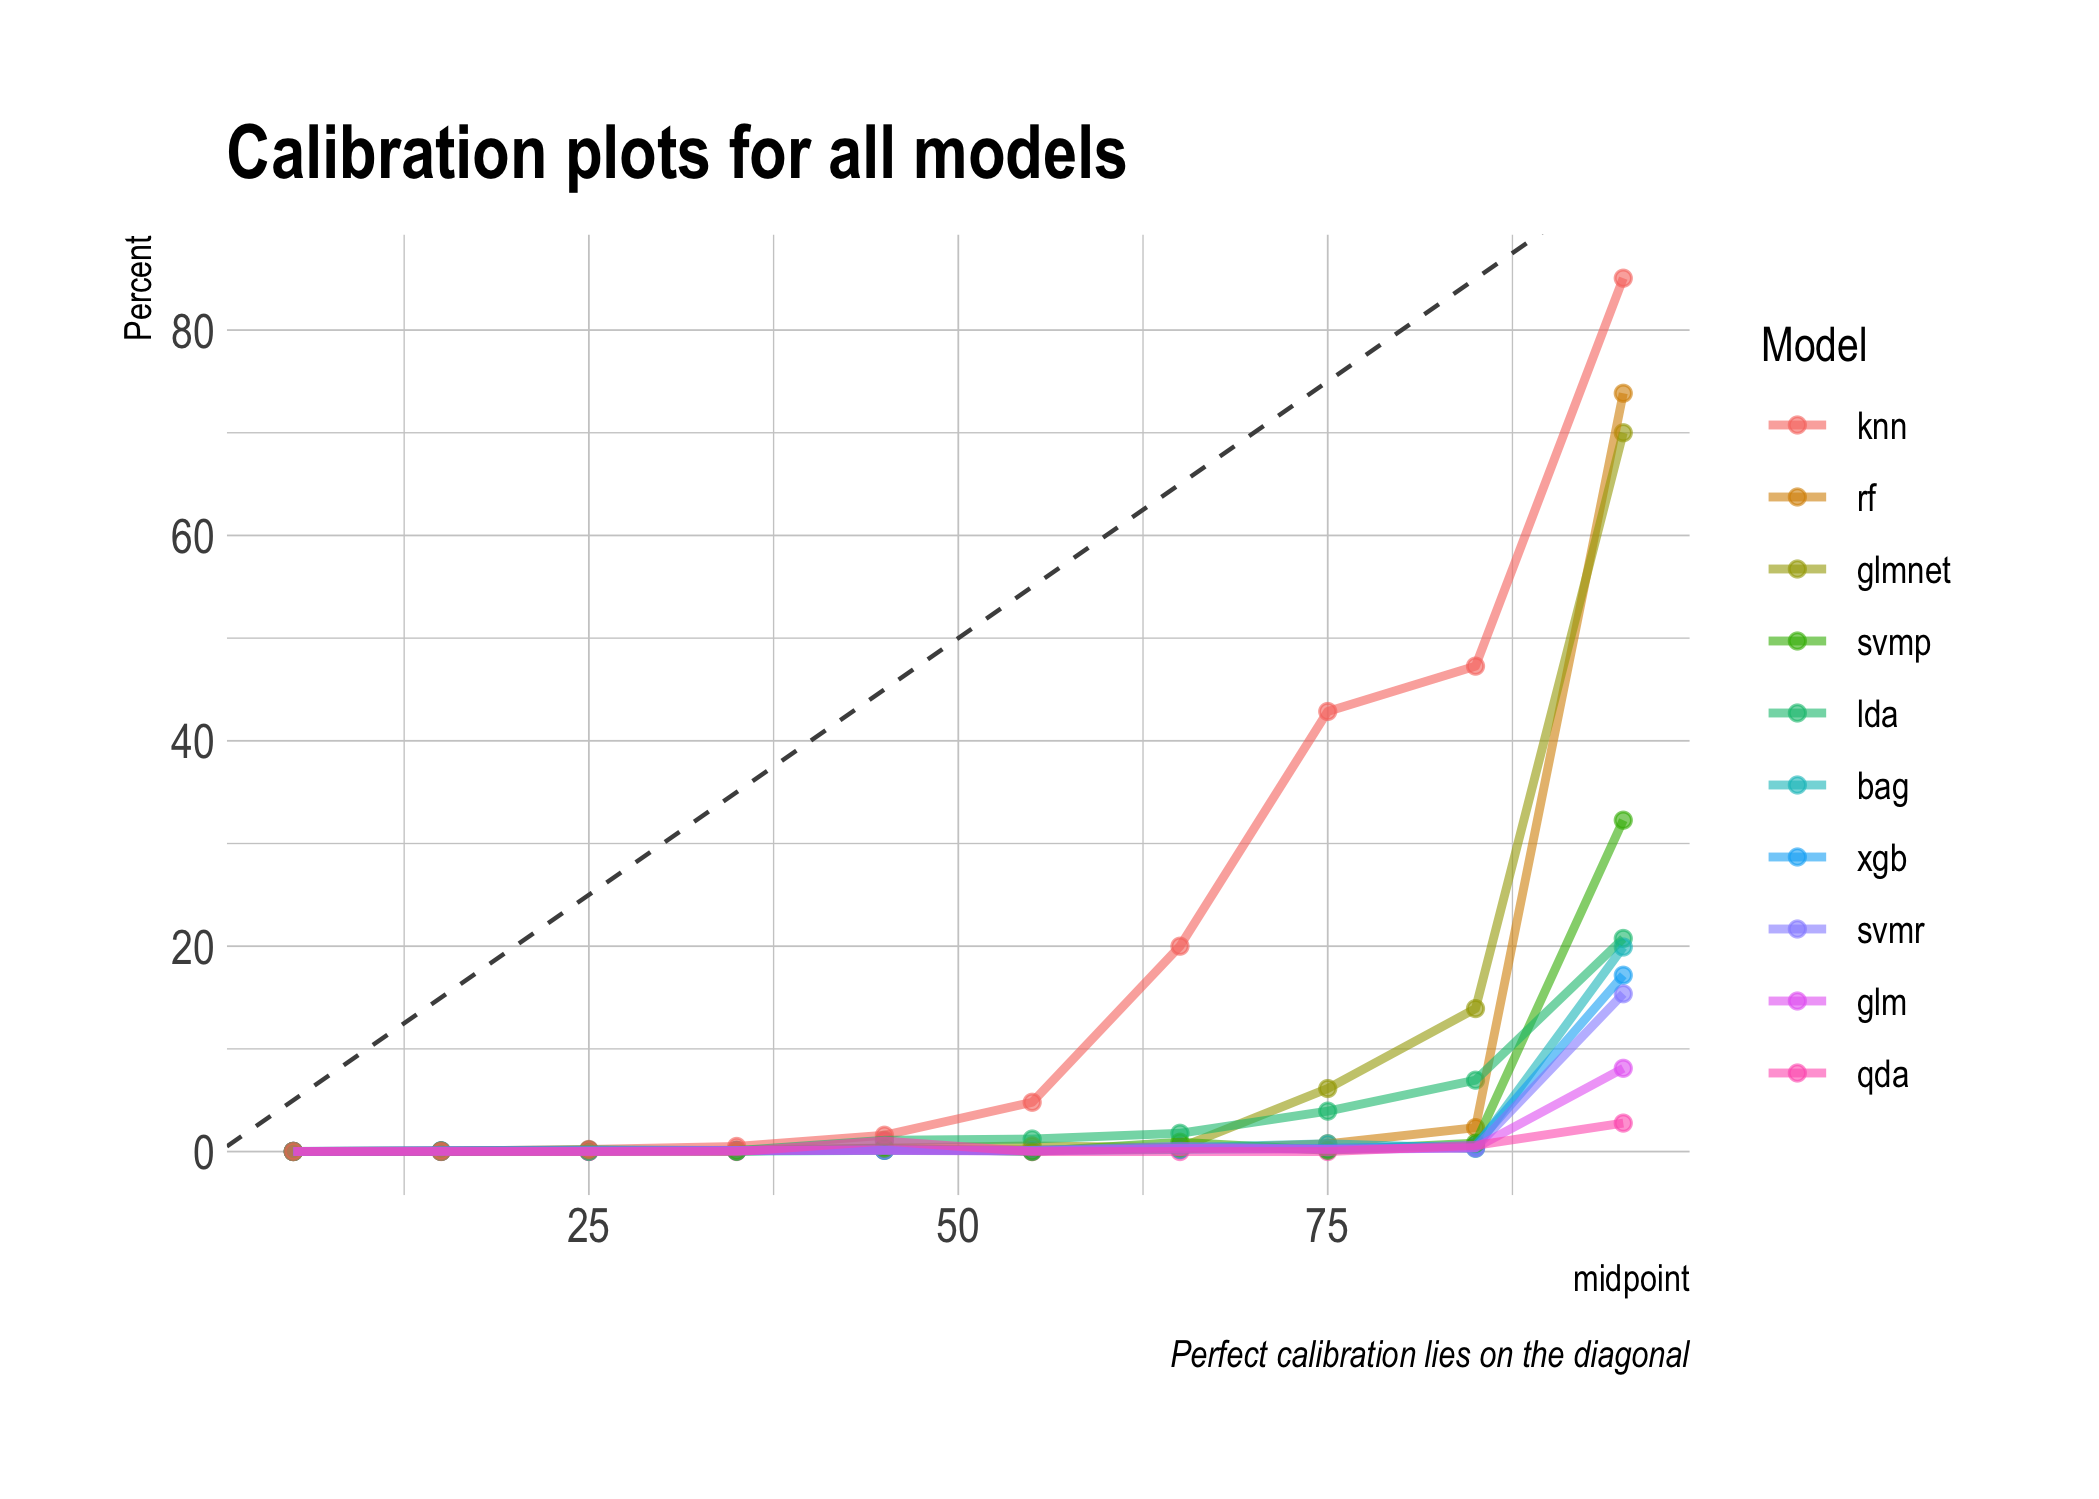 Calibration plots for all models
Percent
80
60
40
20
0
25 50 75
midpoint
Perfect calibration lies on the diagonal
Model
knn
rf
glmnet
svmp
lda
bag
xgb
svmr
glm
qda